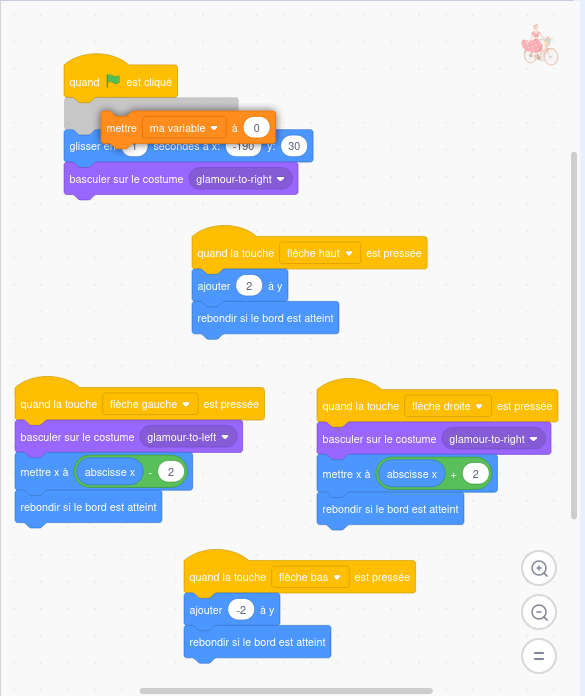 quand est cliqué
mettre ma variable à 0
glisser en 1 secondes à x: -190 y: 30
basculer sur le costume glamour-to-right
quand la touche flèche haut est pressée
ajouter 2 à y
rebondir si le bord est atteint
quand la touche flèche gauche est pressée
basculer sur le costume glamour-to-left
mettre x à abscisse x - 2
rebondir si le bord est atteint
quand la touche flèche droite est pressée
basculer sur le costume glamour-to-right
mettre x à abscisse x + 2
rebondir si le bord est atteint
quand la touche flèche bas est pressée
ajouter -2 à y
rebondir si le bord est atteint